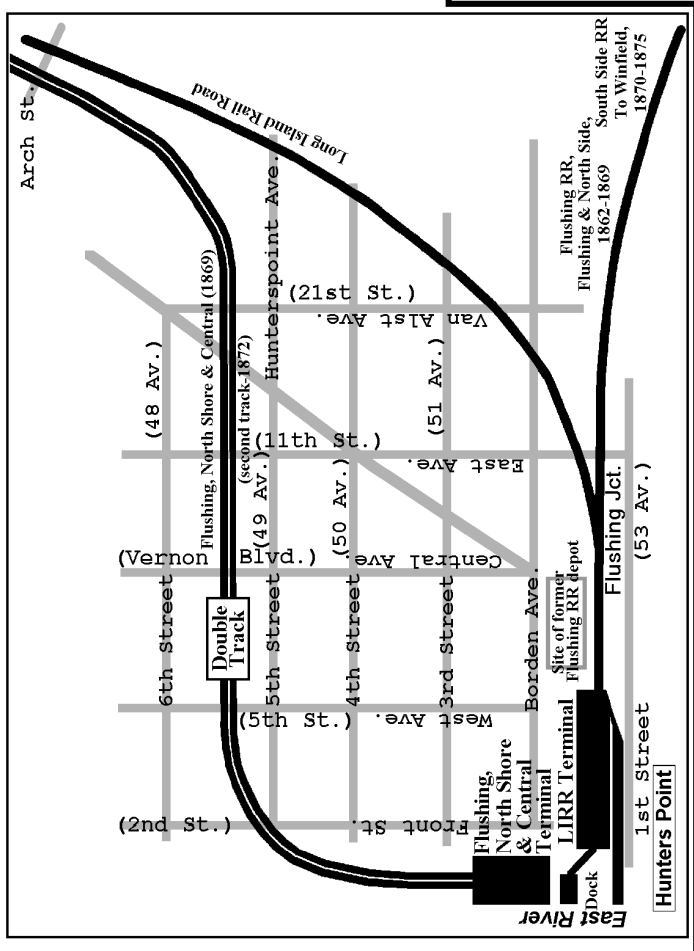 Arch St.
Long Island Rail Road
South Side RR
To Winfield,
1870-1875
Flushing RR,
Flushing & North Side,
1862-1869
Hunterspoint Ave.
Flushing, North Shore & Central (1869)
(second track-1872)
(21st St.)
Van Alst Ave.
(48 Av.)
(51 Av.)
(11th St.)
East Ave.
(49 Av.)
(50 Av.)
(53 Av.)
Flushing Jct.
(Vernon Blvd.)
Central Ave.
Site of former
Flushing RR depot
6th Street
Double
Track
5th Street
4th Street
3rd Street
Borden Ave.
(5th St.)
West Ave.
1st Street
(2nd St.)
Front St.
Flushing,
North Shore
& Central
Terminal
LIRR Terminal
Dock
East River
Hunters Point